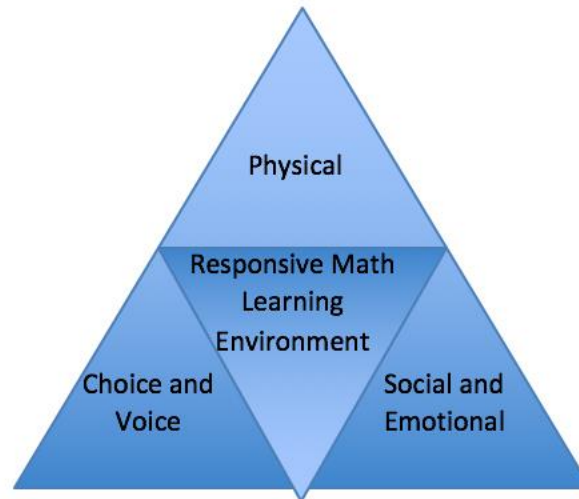 Physical
Responsive Math
Learning
Environment
Choice and
Voice
Social and
Emotional